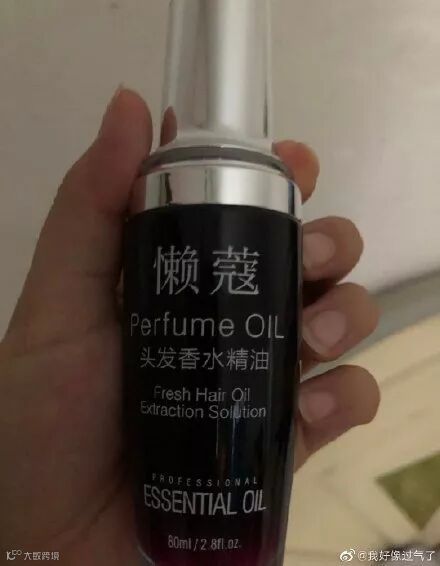 懒蔻
Perfume OIL
头发香水精油
Fresh Hair Oil
Extraction Solution
PROFESSIONAL
ESSENTIAL OIL
80ml / 2.8fl.oz.
大数跨境
@我好像过气了